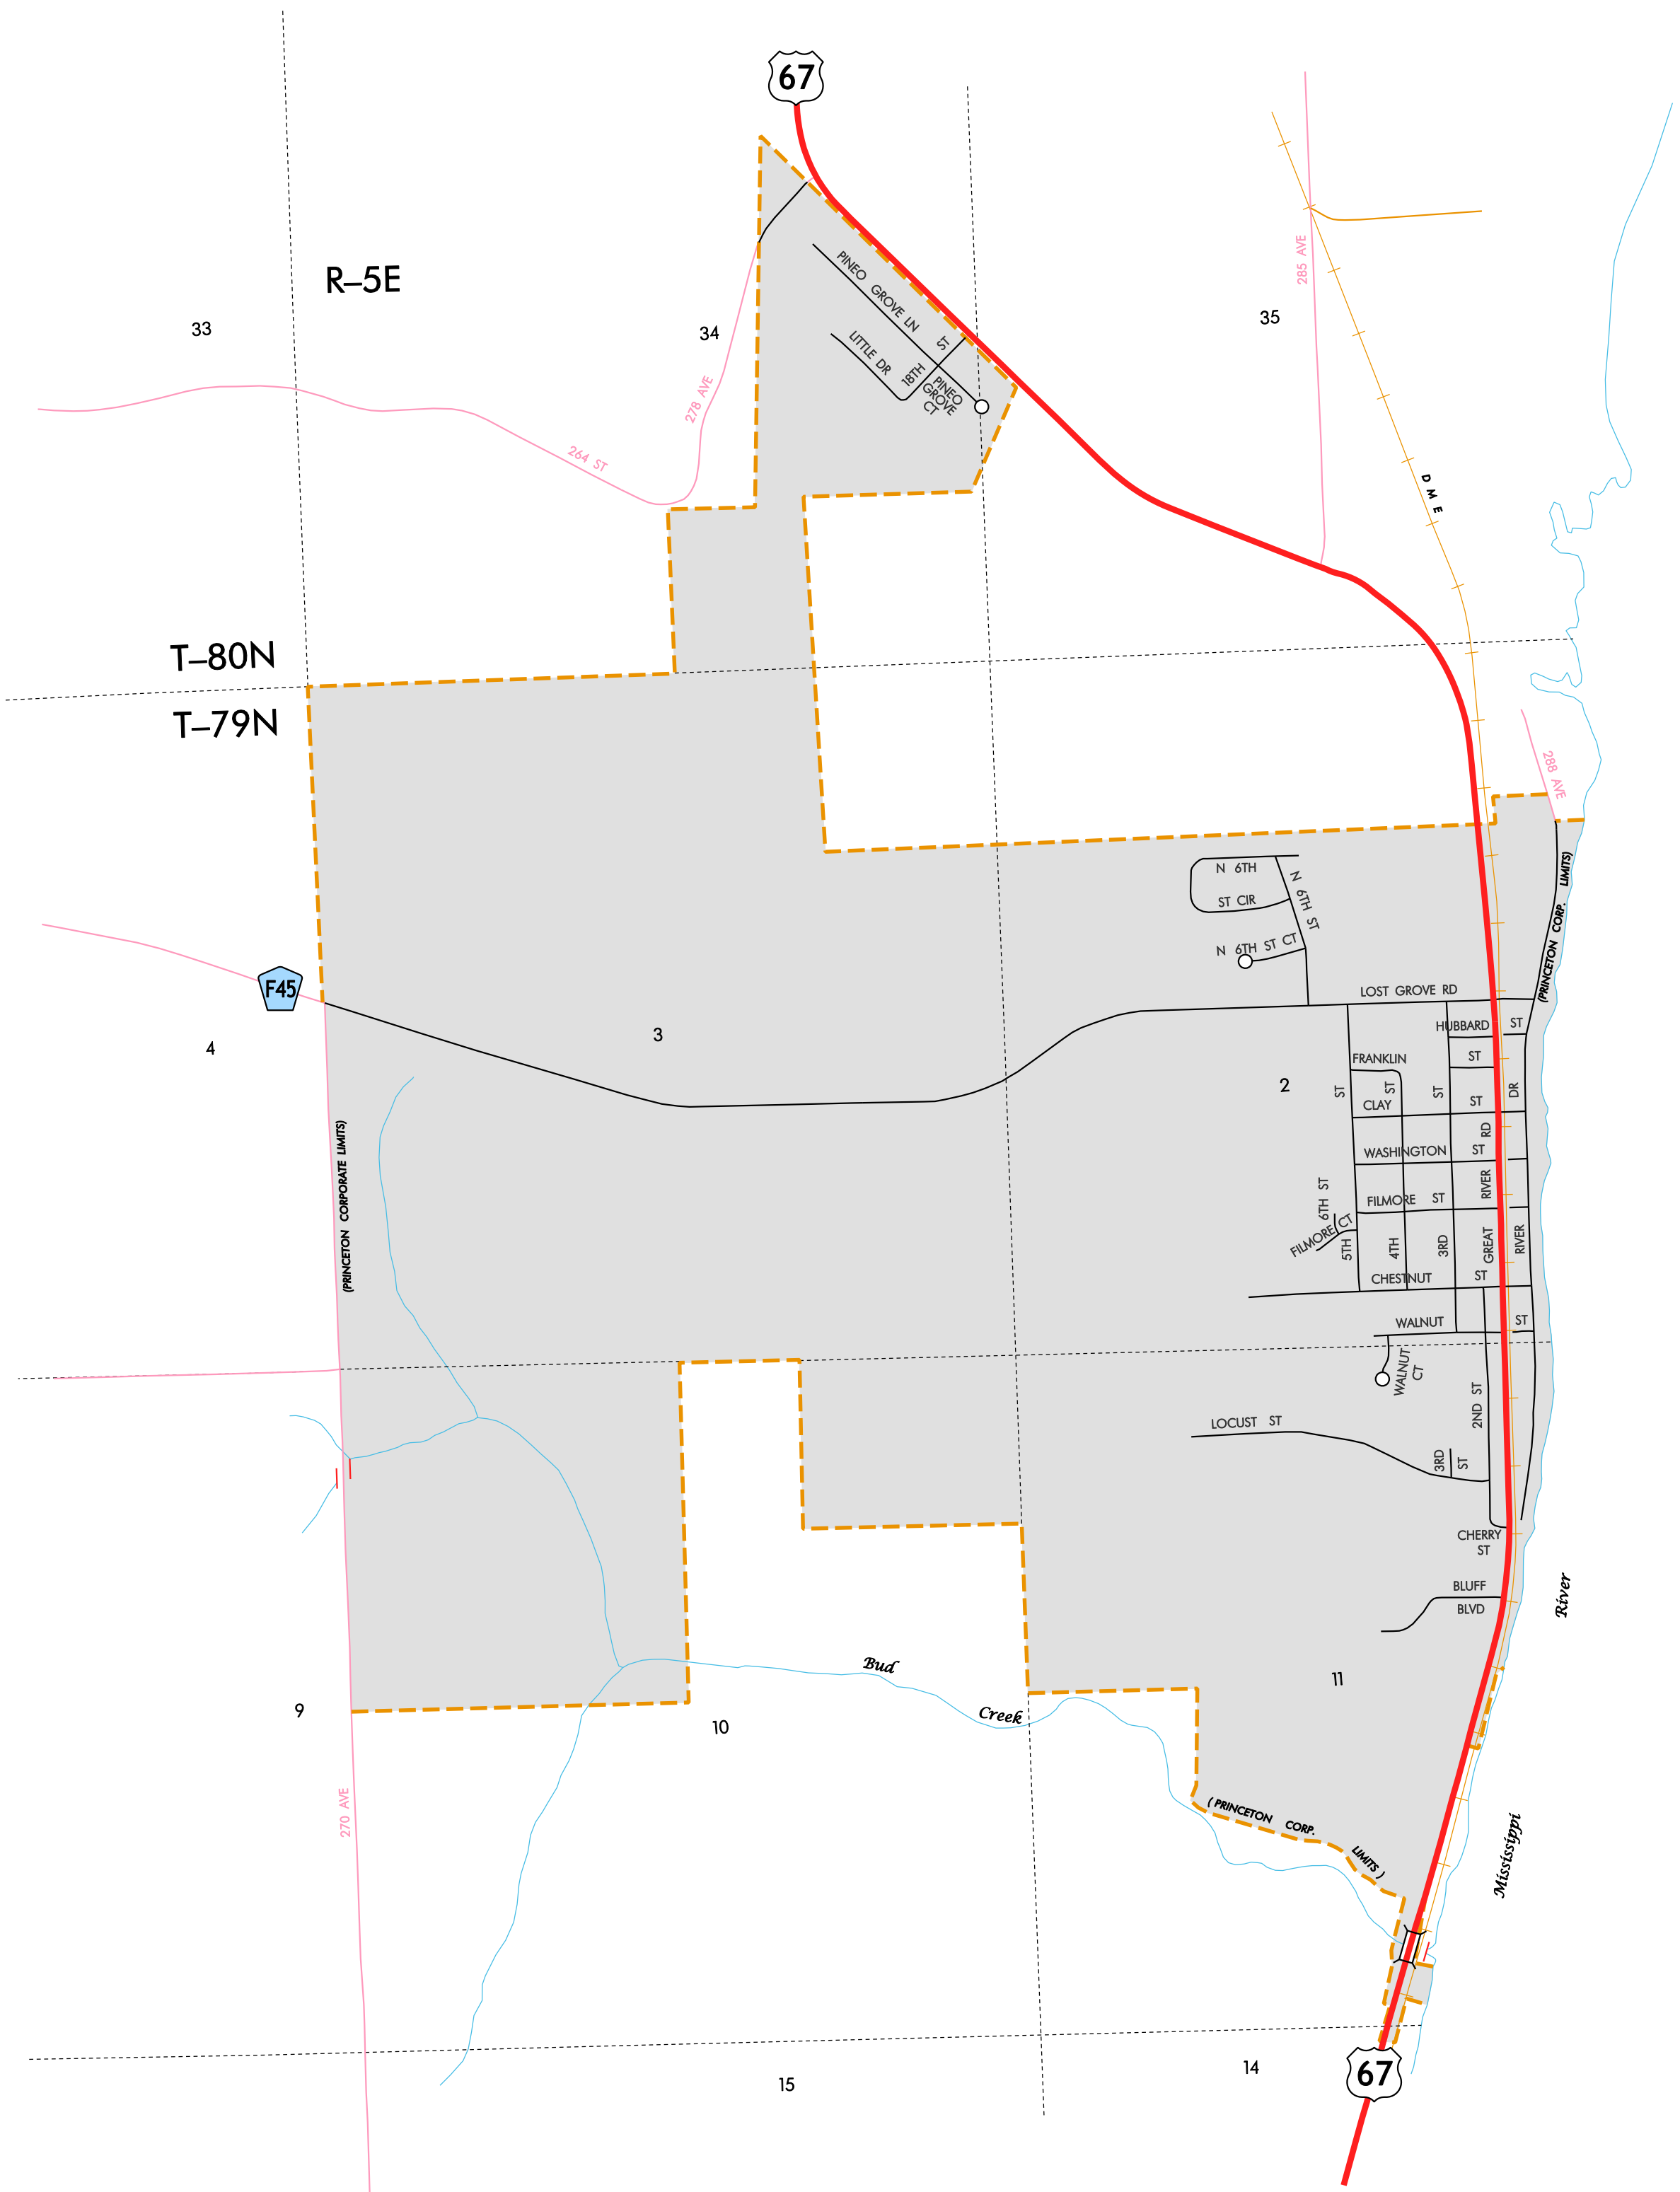 67
R–5E
33
34
35
285 AVE
PINEO GROVE LN
LITTLE DR
18TH ST
PINEO
GROVE
CT
278 AVE
264 ST
D M E
T–80N
T–79N
288 AVE
(PRINCETON CORP. LIMITS)
N 6TH
ST CIR
N 6TH ST
N 6TH ST CT
F45
LOST GROVE RD
4
3
2
HUBBARD ST
FRANKLIN ST
CLAY ST
WASHINGTON ST
FILMORE ST
6TH ST
FILMORE CT
5TH ST
4TH ST
3RD ST
GREAT RIVER RD
RIVER DR
CHESTNUT ST
WALNUT ST
WALNUT
CT
(PRINCETON CORPORATE LIMITS)
LOCUST ST
2ND ST
3RD
ST
CHERRY
ST
BLUFF
BLVD
River
Bud
Creek
11
9
10
270 AVE
( PRINCETON CORP.
LIMITS )
Mississippi
15
14
67